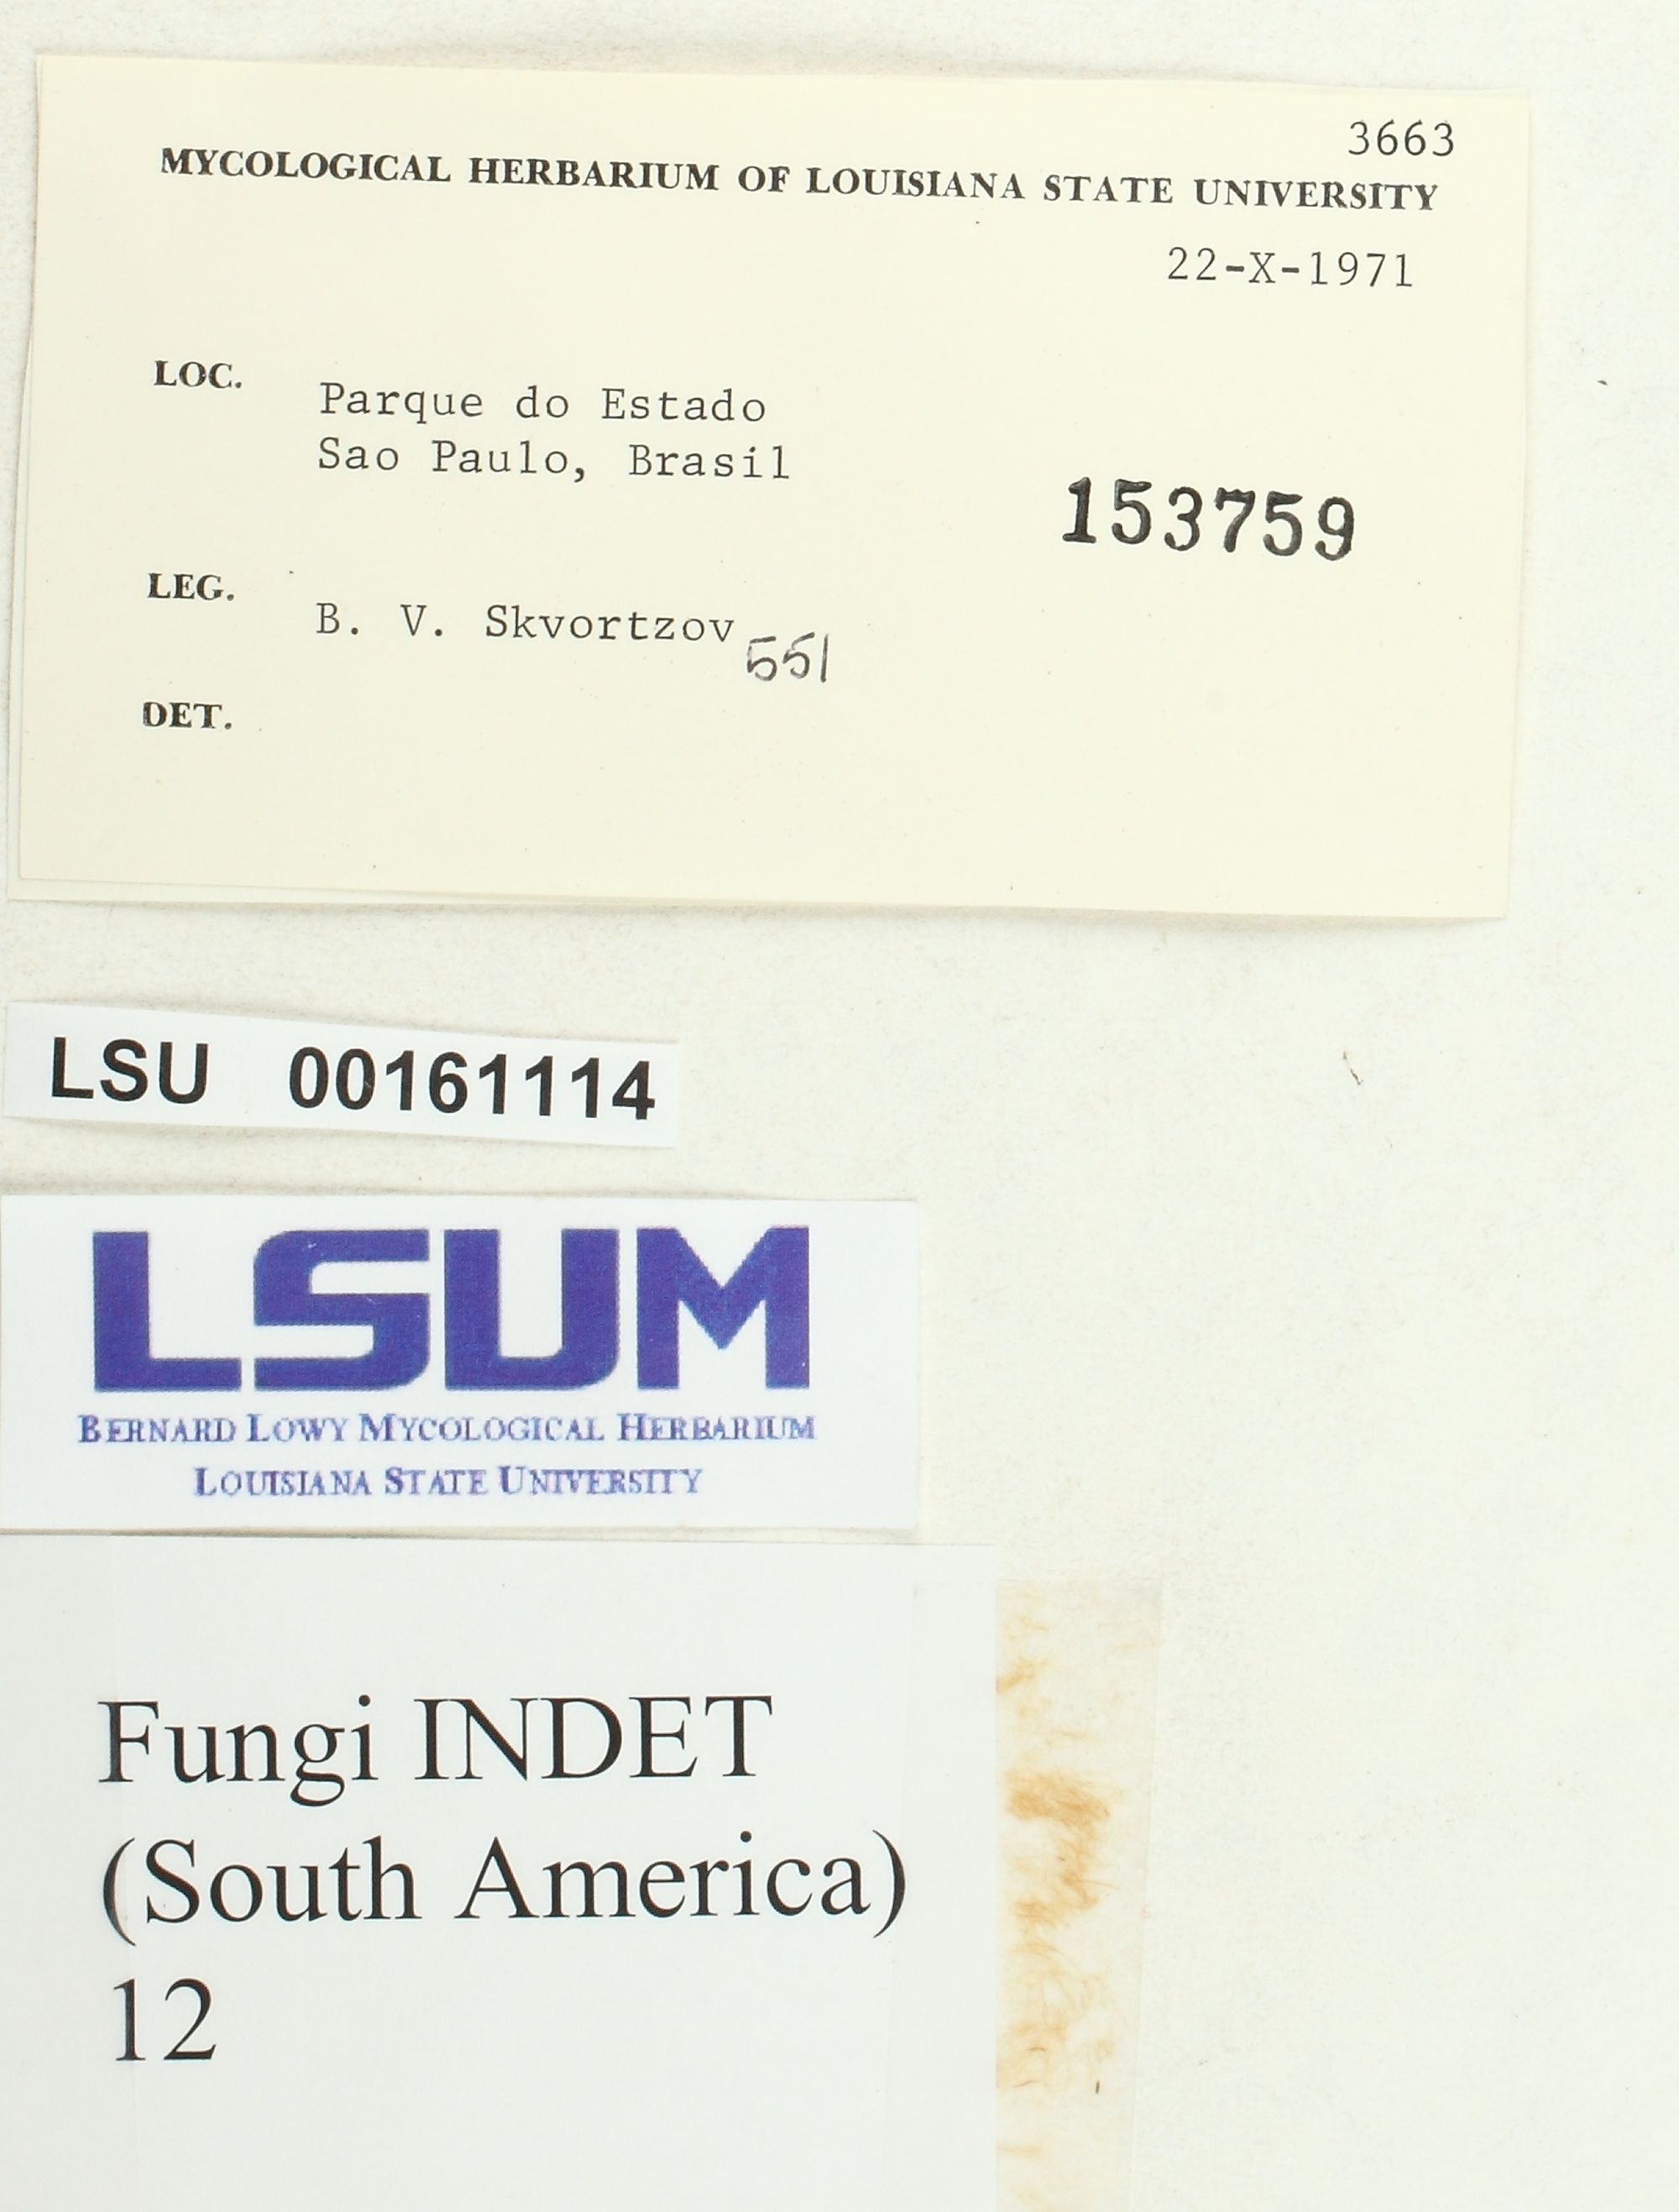 3663
MYCOLOGICAL HERBARIUM OF LOUISIANA STATE UNIVERSITY
22-X-1971
LOC. Parque do Estado
Sao Paulo, Brasil
153759
LEG. B. V. Skvortzov 551
DET.
LSU 00161114
LSUM
BERNARD LOWY MYCOLOGICAL HERBARIUM
LOUISIANA STATE UNIVERSITY
Fungi INDET
(South America)
12